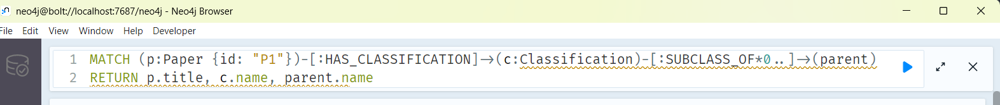 neo4j@bolt://localhost:7687/neo4j - Neo4j Browser
File Edit View Window Help Developer
1 MATCH (p:Paper {id: "P1"})-[:HAS_CLASSIFICATION]->(c:Classification)-[:SUBCLASS_OF*0..]->(parent)
2 RETURN p.title, c.name, parent.name